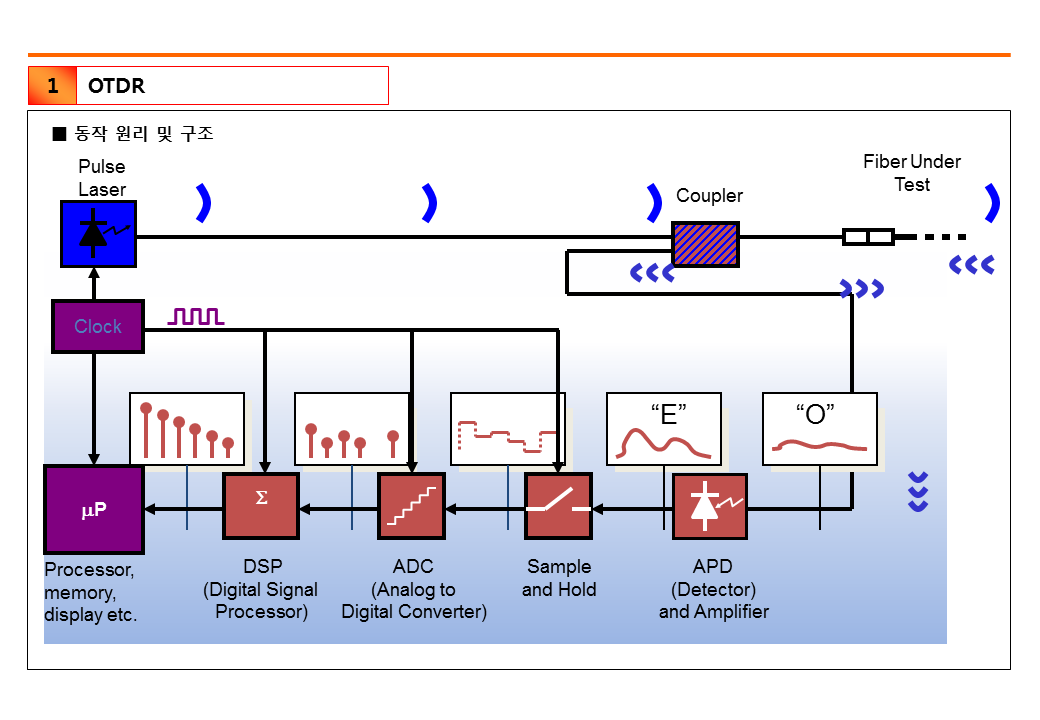 1 OTDR
■ 동작 원리 및 구조
Pulse
Laser
Coupler
Fiber Under
Test
Clock
“E”
“O”
μP
Σ
Processor,
memory,
display etc.
DSP
(Digital Signal
Processor)
ADC
(Analog to
Digital Converter)
Sample
and Hold
APD
(Detector)
and Amplifier